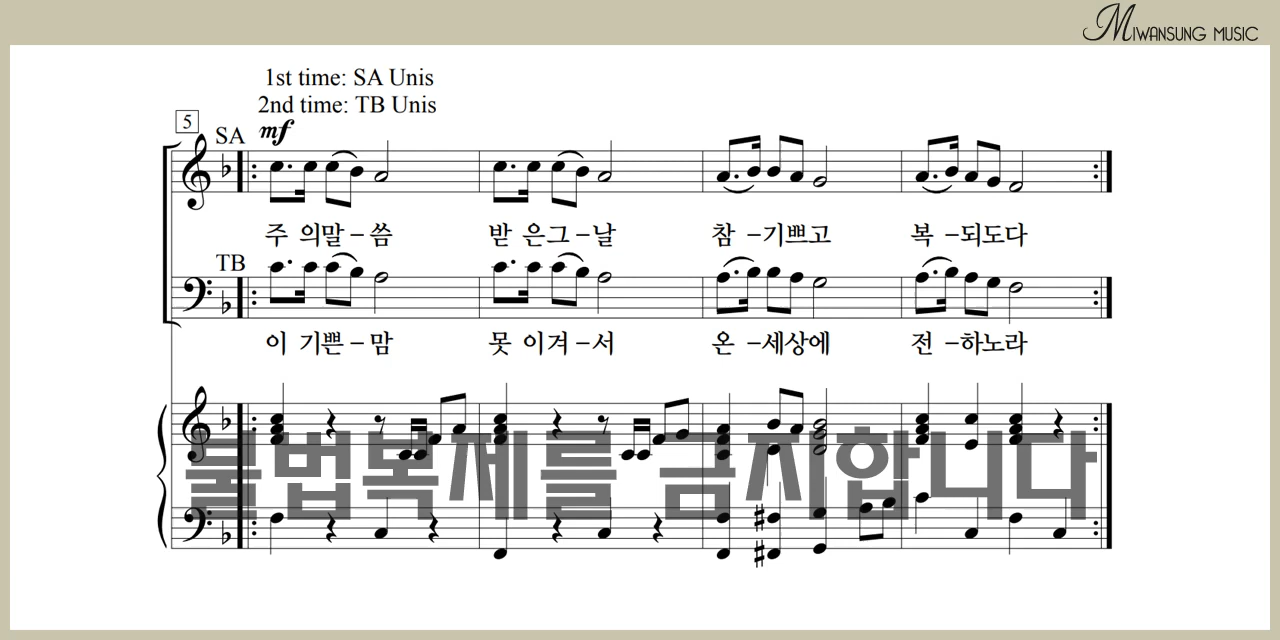 MIWANSUNG MUSIC
1st time: SA Unis
2nd time: TB Unis
5
SA
mf
주 의말-씀 받 은그-날 참 -기쁘고 복 -되도다
TB
이 기쁜-맘 못 이겨-서 온 -세상에 전 -하노라
불법복제를 금지합니다